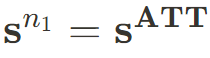 s^{n_1} = s^{ATT}